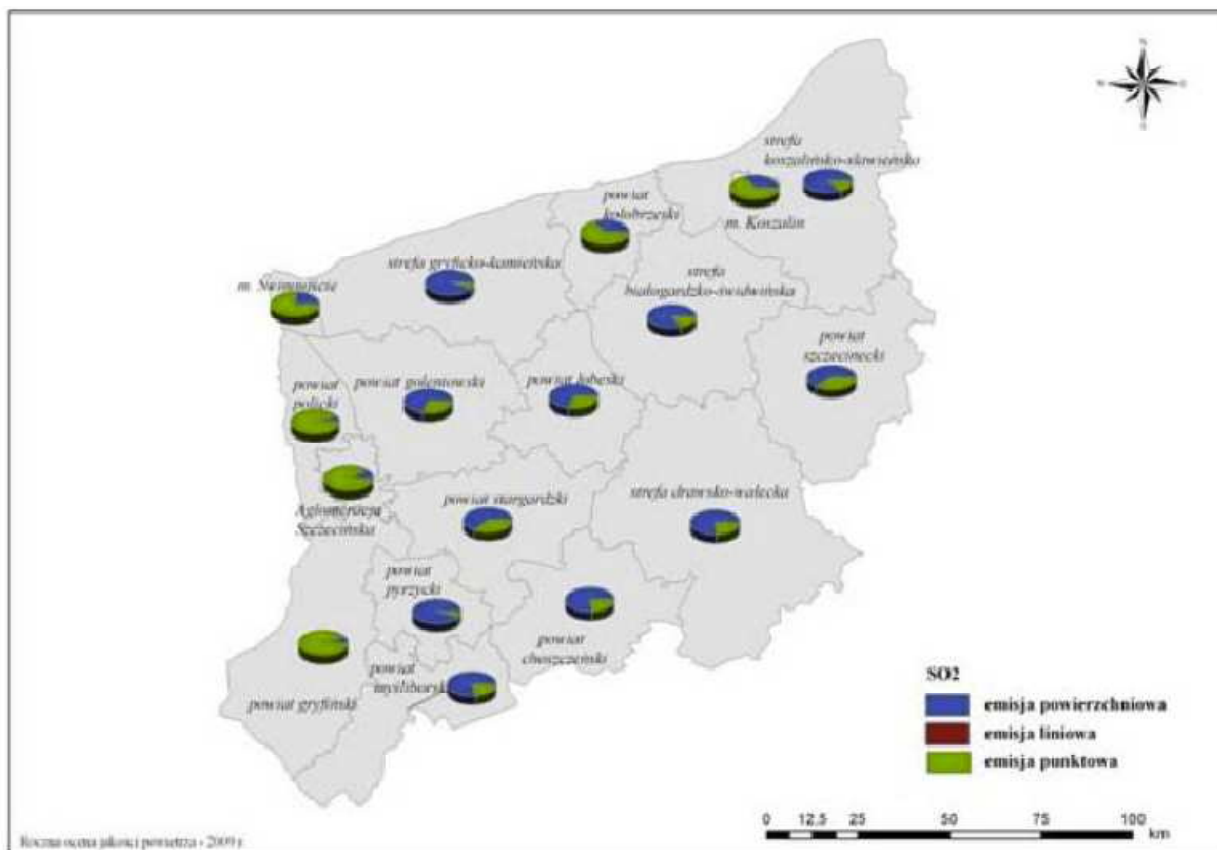 N
strefa
koszalińsko-sławieńska
powiat
kołobrzeski
m. Koszalin
strefa gryficko-kamieńska
strefa
białogardzko-świdwińska
m. Świnoujście
powiat
szczecinecki
powiat
policki
powiat goleniowski
powiat łobeski
Aglomeracja
Szczecińska
powiat stargardzki
strefa drawsko-wałecka
powiat
pyrzycki
powiat
choszczeński
powiat
myśliborski
powiat gryfiński
SO2
emisja powierzchniowa
emisja liniowa
emisja punktowa
0 12,5 25 50 75 100
km
Roczna ocena jakości powietrza - 2009 r